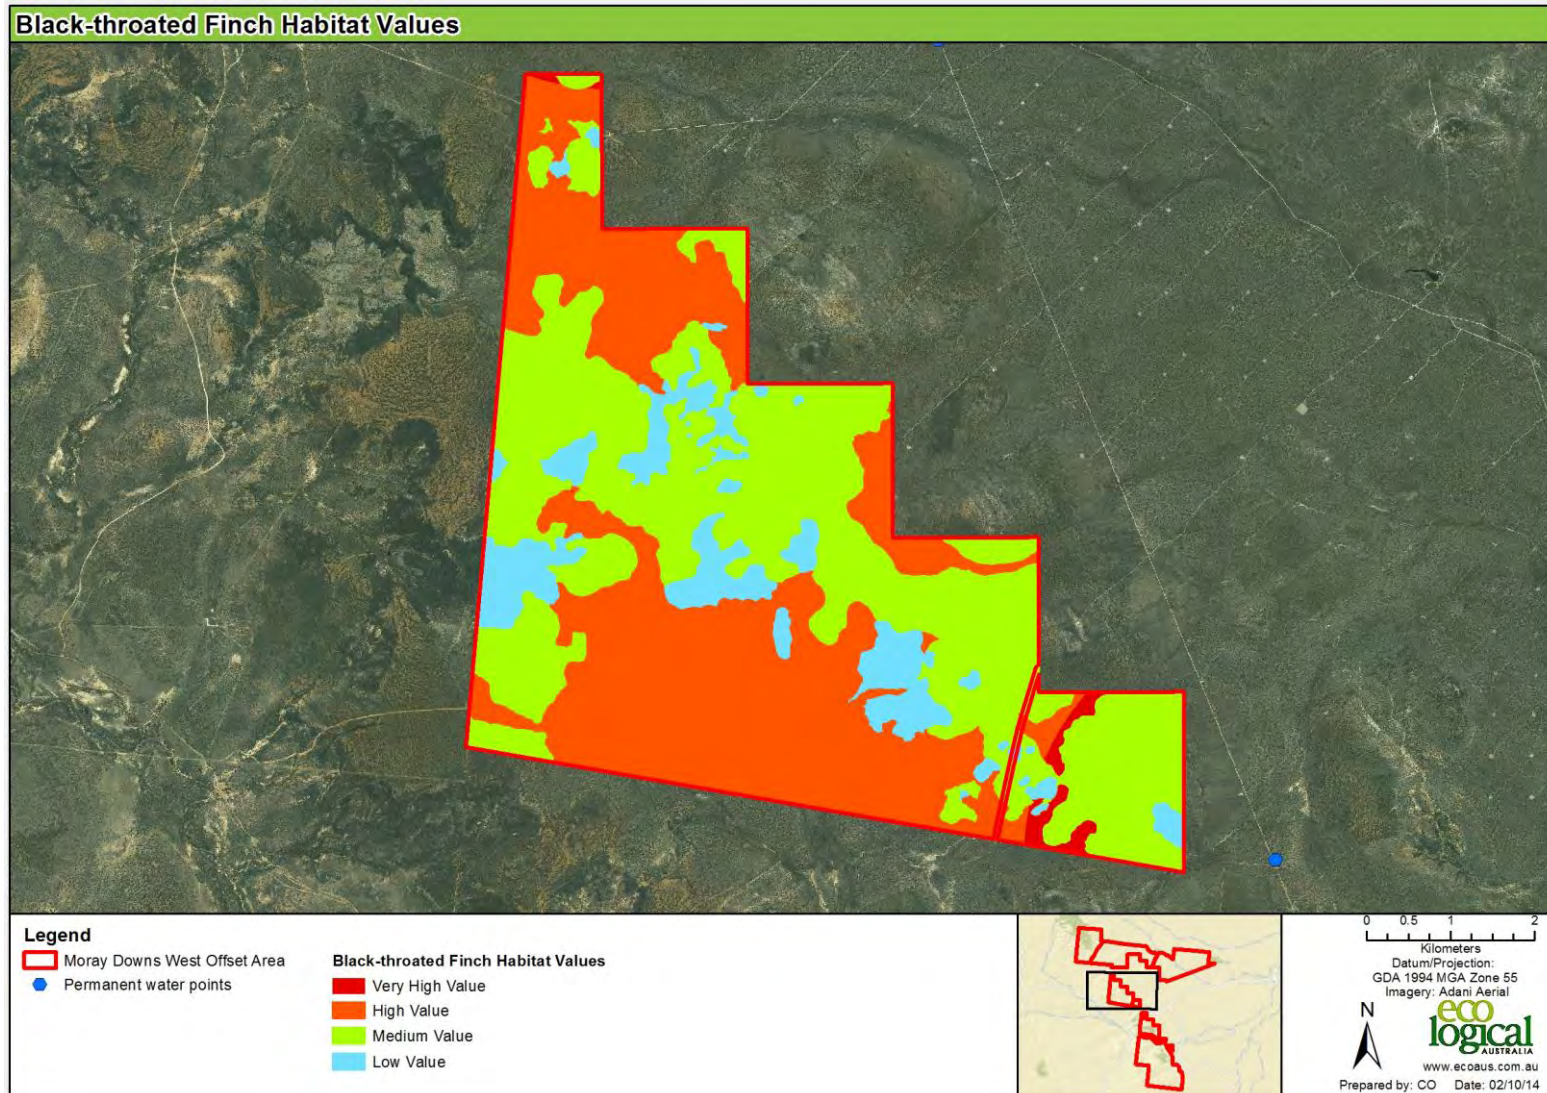 Black-throated Finch Habitat Values
Legend
Moray Downs West Offset Area
Permanent water points
Black-throated Finch Habitat Values
Very High Value
High Value
Medium Value
Low Value
0 0.5 1 2
Kilometers
Datum/Projection:
GDA 1994 MGA Zone 55
Imagery: Adani Aerial
N
eco
logical
AUSTRALIA
www.ecoaus.com.au
Prepared by: CO Date: 02/10/14